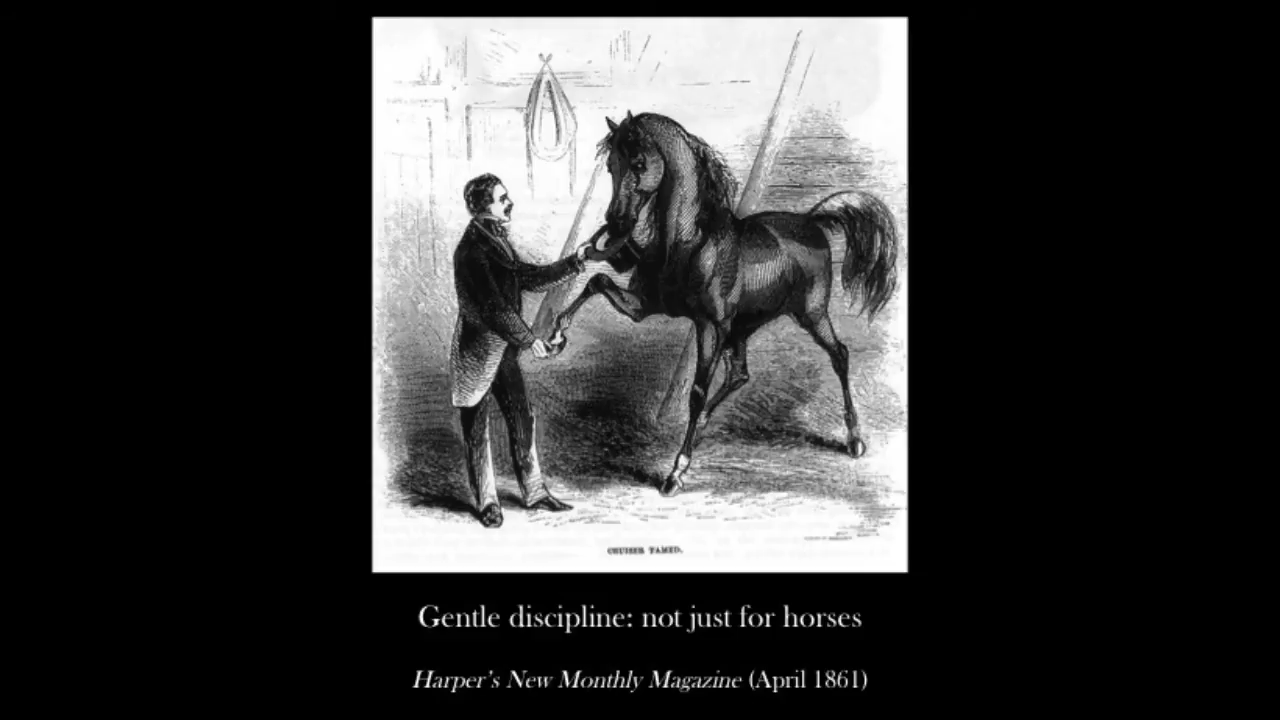 CRUISER TAMED.
Gentle discipline: not just for horses
Harper's New Monthly Magazine (April 1861)